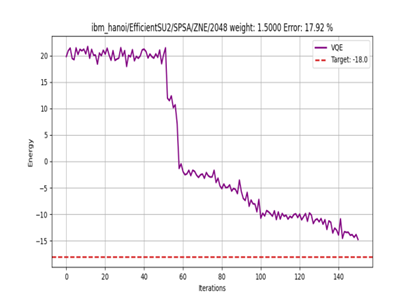 ibm_hanoi/EfficientSU2/SPSA/ZNE/2048 weight: 1.5000 Error: 17.92 %
VQE
Target: -18.0
20
15
10
5
0
−5
−10
−15
Energy
0 20 40 60 80 100 120 140
Iterations